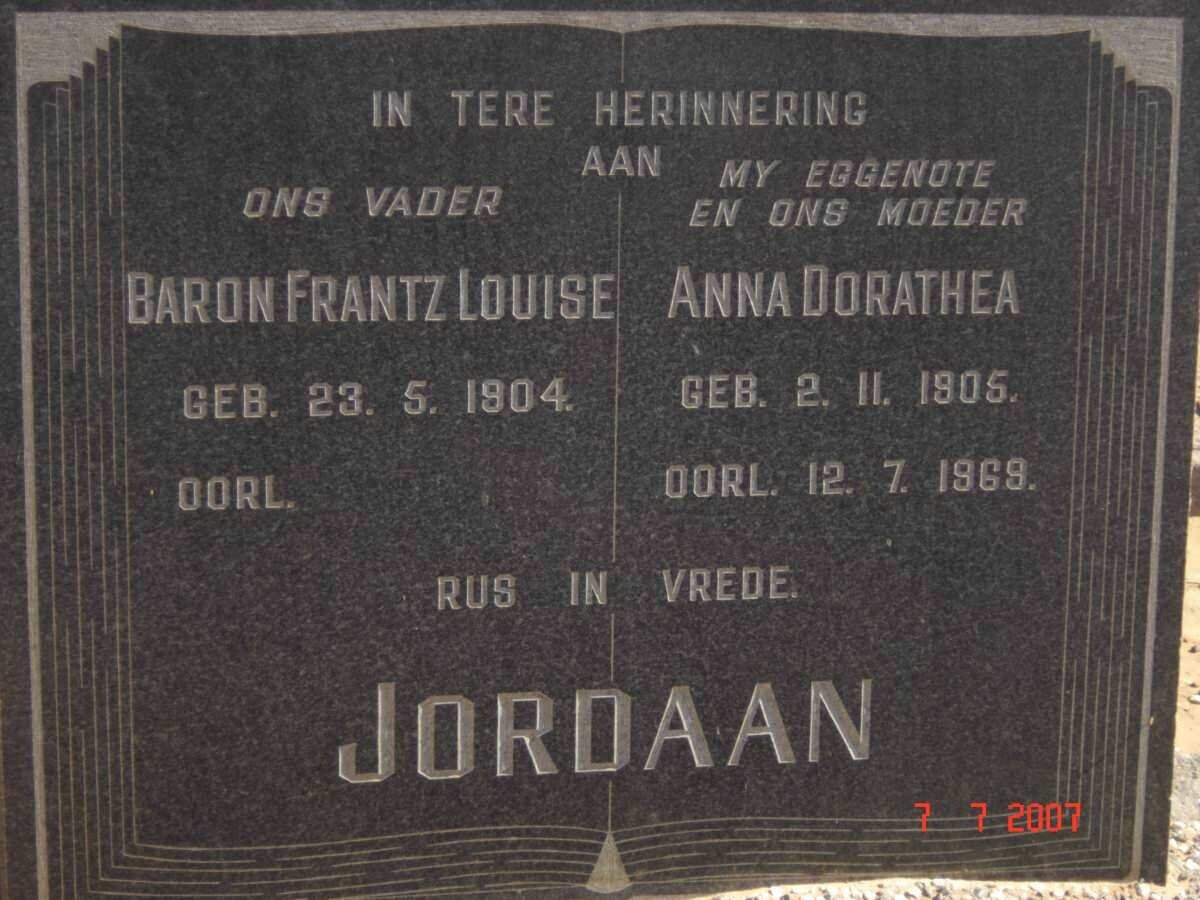 IN TERE HERINNERING
AAN
ONS VADER
BARON FRANTZ LOUISE
GEB. 23. 5. 1904.
OORL.
MY EGGENOTE
EN ONS MOEDER
ANNA DORATHEA
GEB. 2. 11. 1905.
OORL. 12. 7. 1969.
RUS IN VREDE.
JORDAAN
7 7 2007